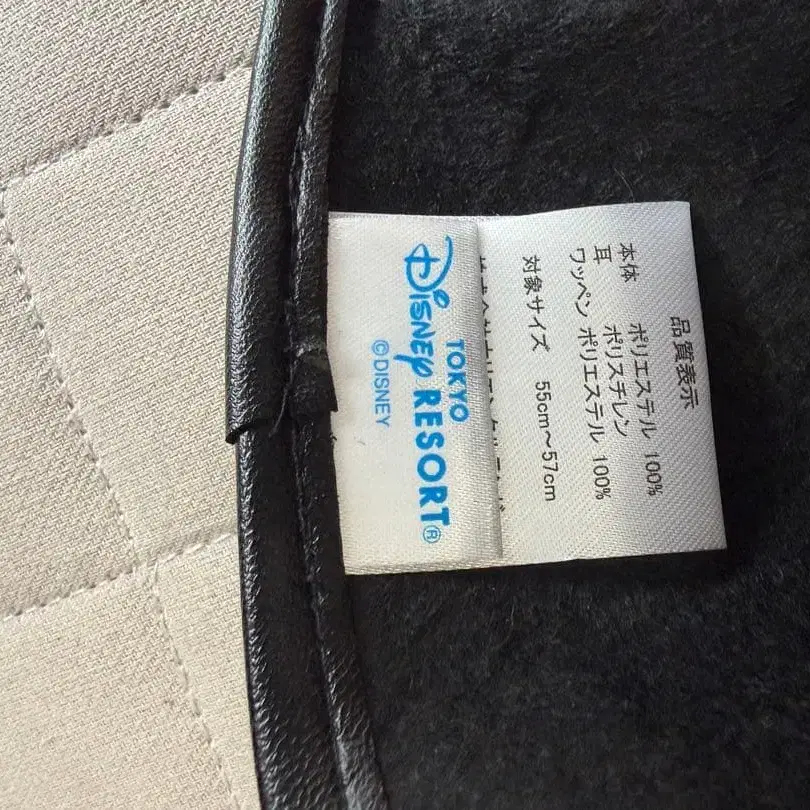 品質表示
本体 ポリエステル 100%
耳 ポリスチレン
ワッペン ポリエステル 100%
対象サイズ 55cm～57cm
TOKYO
DISNEY RESORT®
©DISNEY